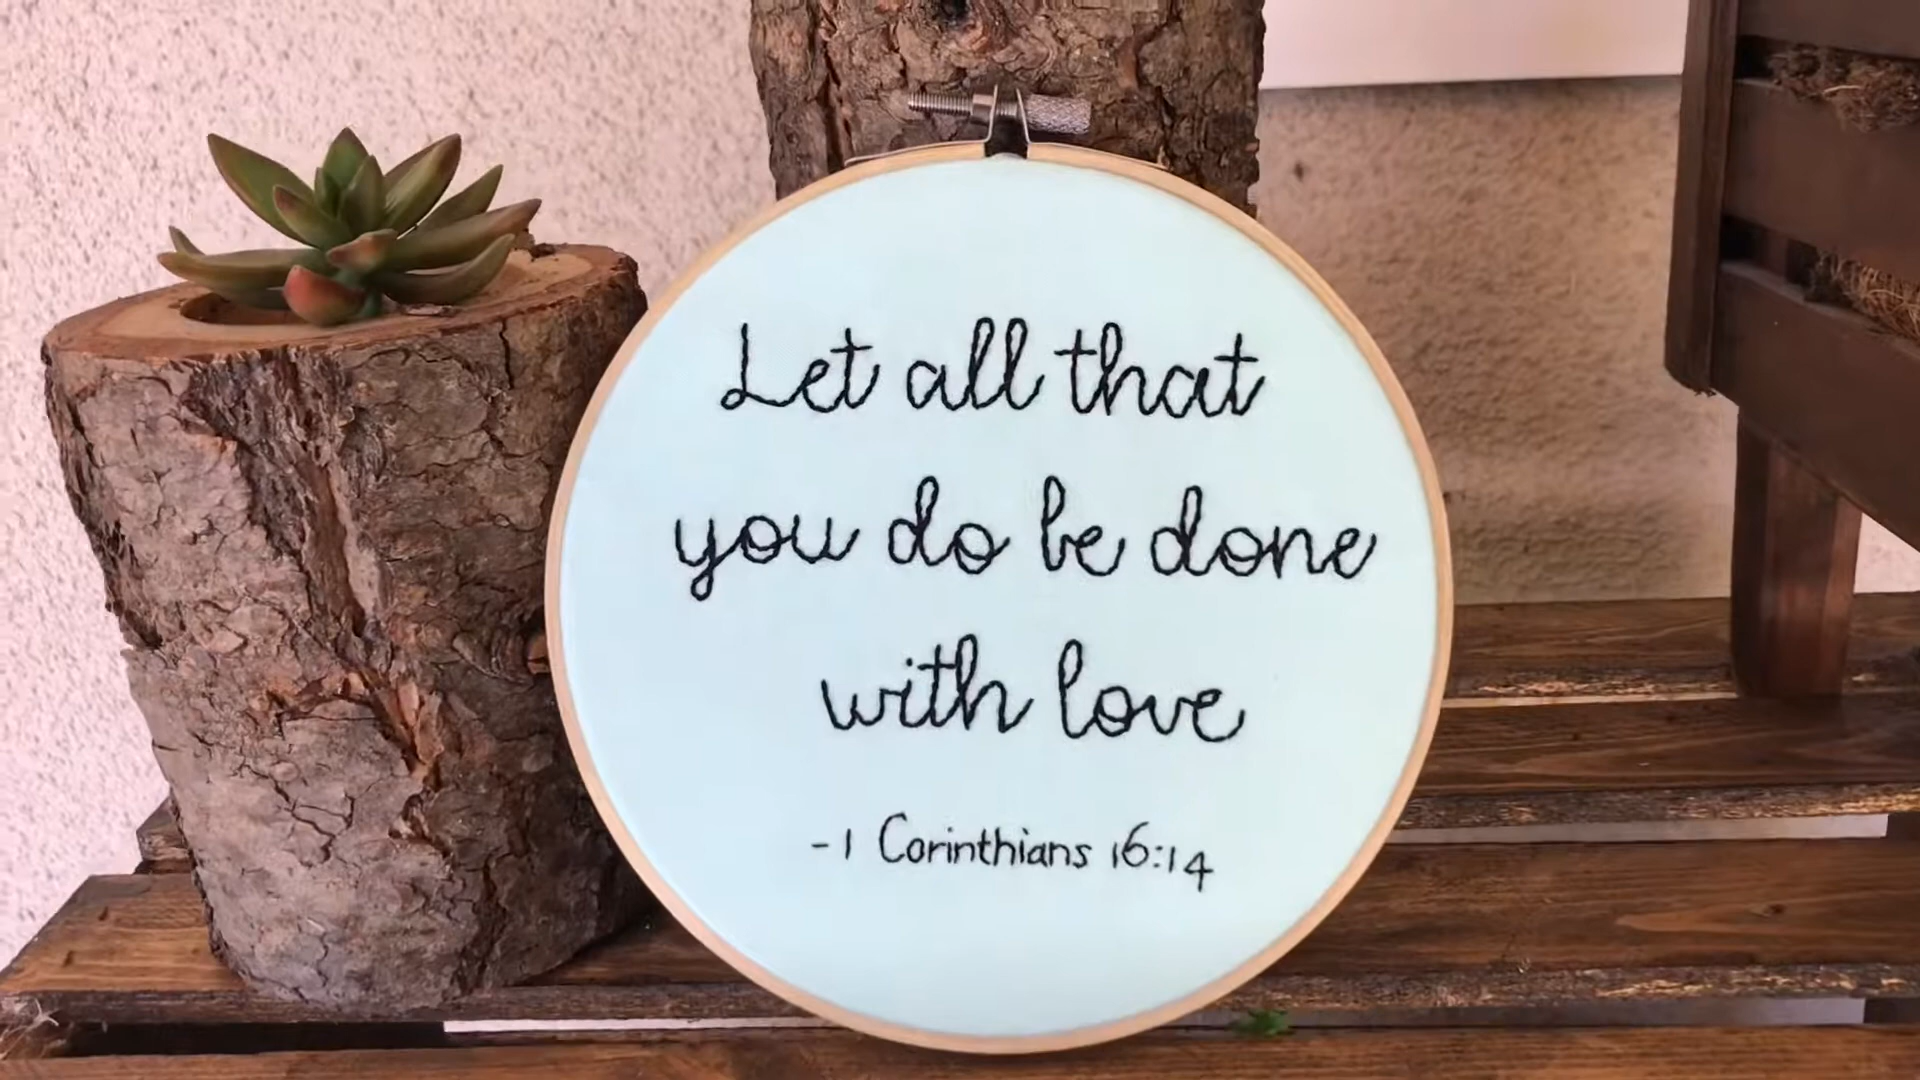 Let all that
you do be done
with love
-1 Corinthians 16:14